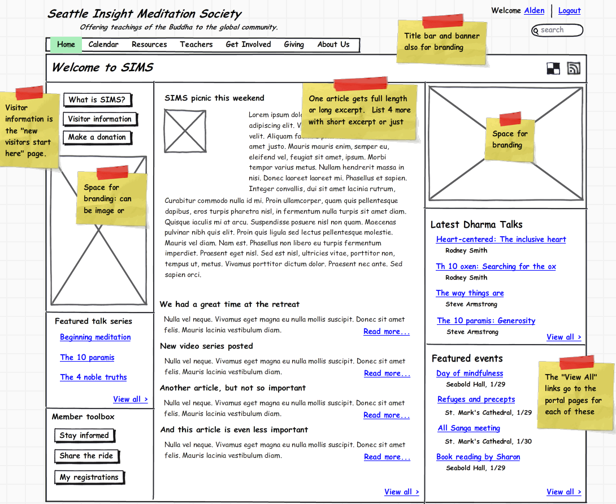 Seattle Insight Meditation Society
Offering teachings of the Buddha to the global community.
Welcome Alden | Logout
search
Home Calendar Resources Teachers Get Involved Giving About Us
Title bar and banner
also for branding
Welcome to SIMS
Visitor
information is
the "new
visitors start
here" page.
What is SIMS?
Visitor information
Make a donation
Space for
branding: can
be image or
Featured talk series
Beginning meditation
The 10 paramis
The 4 noble truths
View all >
Member toolbox
Stay informed
Share the ride
My registrations
SIMS picnic this weekend
One article gets full length
or long excerpt. List 4 more
with short excerpt or just
Lorem ipsum dolo
adipiscing elit. V
velit. Aliquam fa
amet justo. Mauris mauris enim, semper eu,
eleifend vel, feugiat sit amet, ipsum. Morbi
tempor varius metus. Nullam hendrerit massa in
nisi. Donec laoreet laoreet mi. Phasellus et sapien.
Integer convallis, dui sit amet lacinia rutrum,
Curabitur commodo nulla id mi. Proin ullamcorper, quam quis pellentesque
dapibus, eros turpis pharetra nisl, in fermentum nulla turpis sit amet diam.
Quisque iaculis mi at arcu. Suspendisse posuere nisl non quam. Maecenas
pulvinar nibh quis elit. Proin quis ligula sed lectus pellentesque sollicitudin.
Mauris vel diam. Nam est. Phasellus non libero eu turpis fermentum
imperdiet. Praesent eget nisl. Sed est nisl, ultricies vitae, porttitor non,
tempus ut, metus. Vivamus porttitor dictum dolor. Praesent nec ante. Sed
sapien orci.
We had a great time at the retreat
Nulla vel neque. Vivamus eget magna eu nulla mollis suscipit. Donec sit amet
felis. Mauris lacinia vestibulum diam. Read more...
New video series posted
Nulla vel neque. Vivamus eget magna eu nulla mollis suscipit. Donec sit amet
felis. Mauris lacinia vestibulum diam. Read more...
Another article, but not so important
Nulla vel neque. Vivamus eget magna eu nulla mollis suscipit. Donec sit amet
felis. Mauris lacinia vestibulum diam. Read more...
And this article is even less important
Nulla vel neque. Vivamus eget magna eu nulla mollis suscipit. Donec sit amet
felis. Mauris lacinia vestibulum diam. Read more...
View all >
Space for
branding
Latest Dharma Talks
Heart-centered: The inclusive heart
Rodney Smith
Th 10 oxen: Searching for the ox
Rodney Smith
The way things are
Steve Armstrong
The 10 paramis: Generosity
Steve Armstrong
View all >
Featured events
Day of mindfulness
Seabold Hall, 1/29
Refuges and precepts
St. Mark's Cathedral, 1/29
All Sanga meeting
St. Mark's Cathedral, 1/30
Book reading by Sharon
Seabold Hall, 1/29
View all >
The "View All"
links go to the
portal pages for
each of these